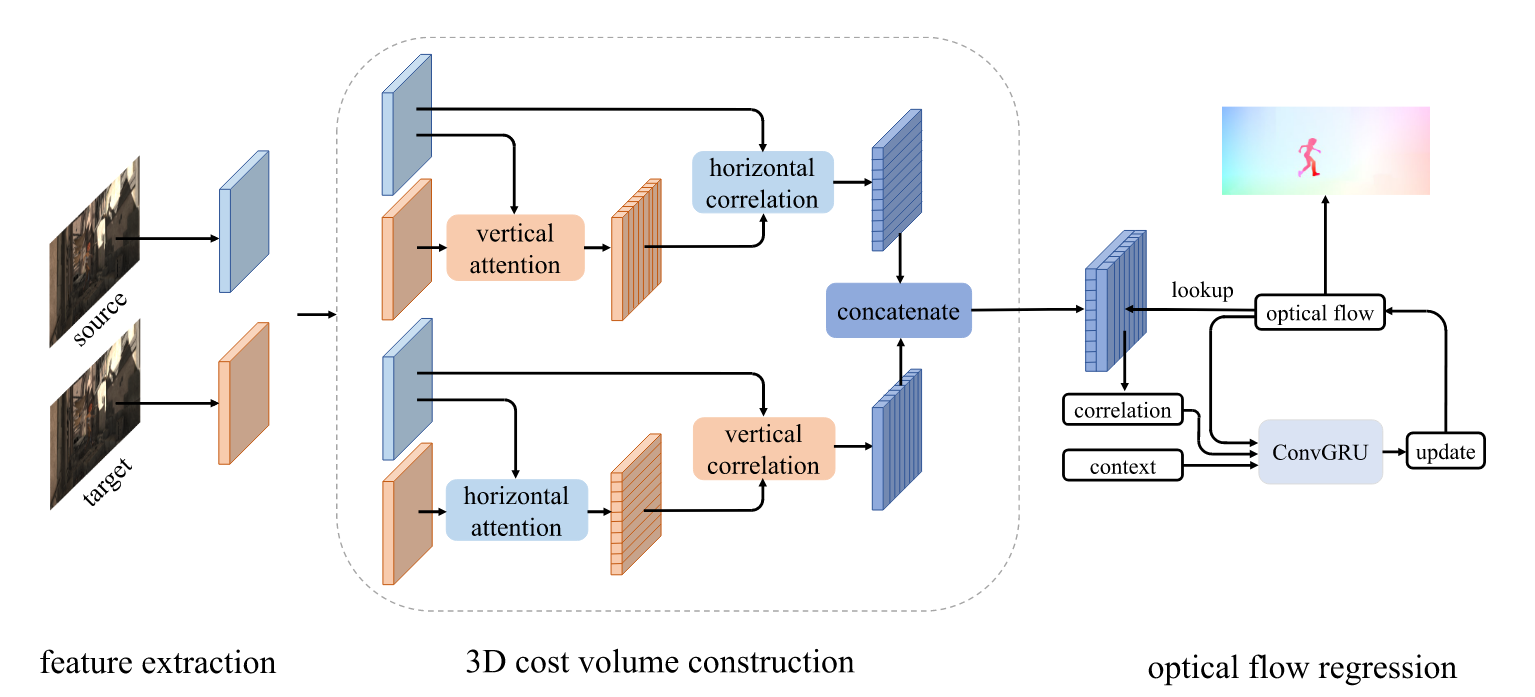 source
target
feature extraction
vertical
attention
horizontal
correlation
horizontal
attention
vertical
correlation
concatenate
3D cost volume construction
lookup
optical flow
correlation
context
ConvGRU
update
optical flow regression